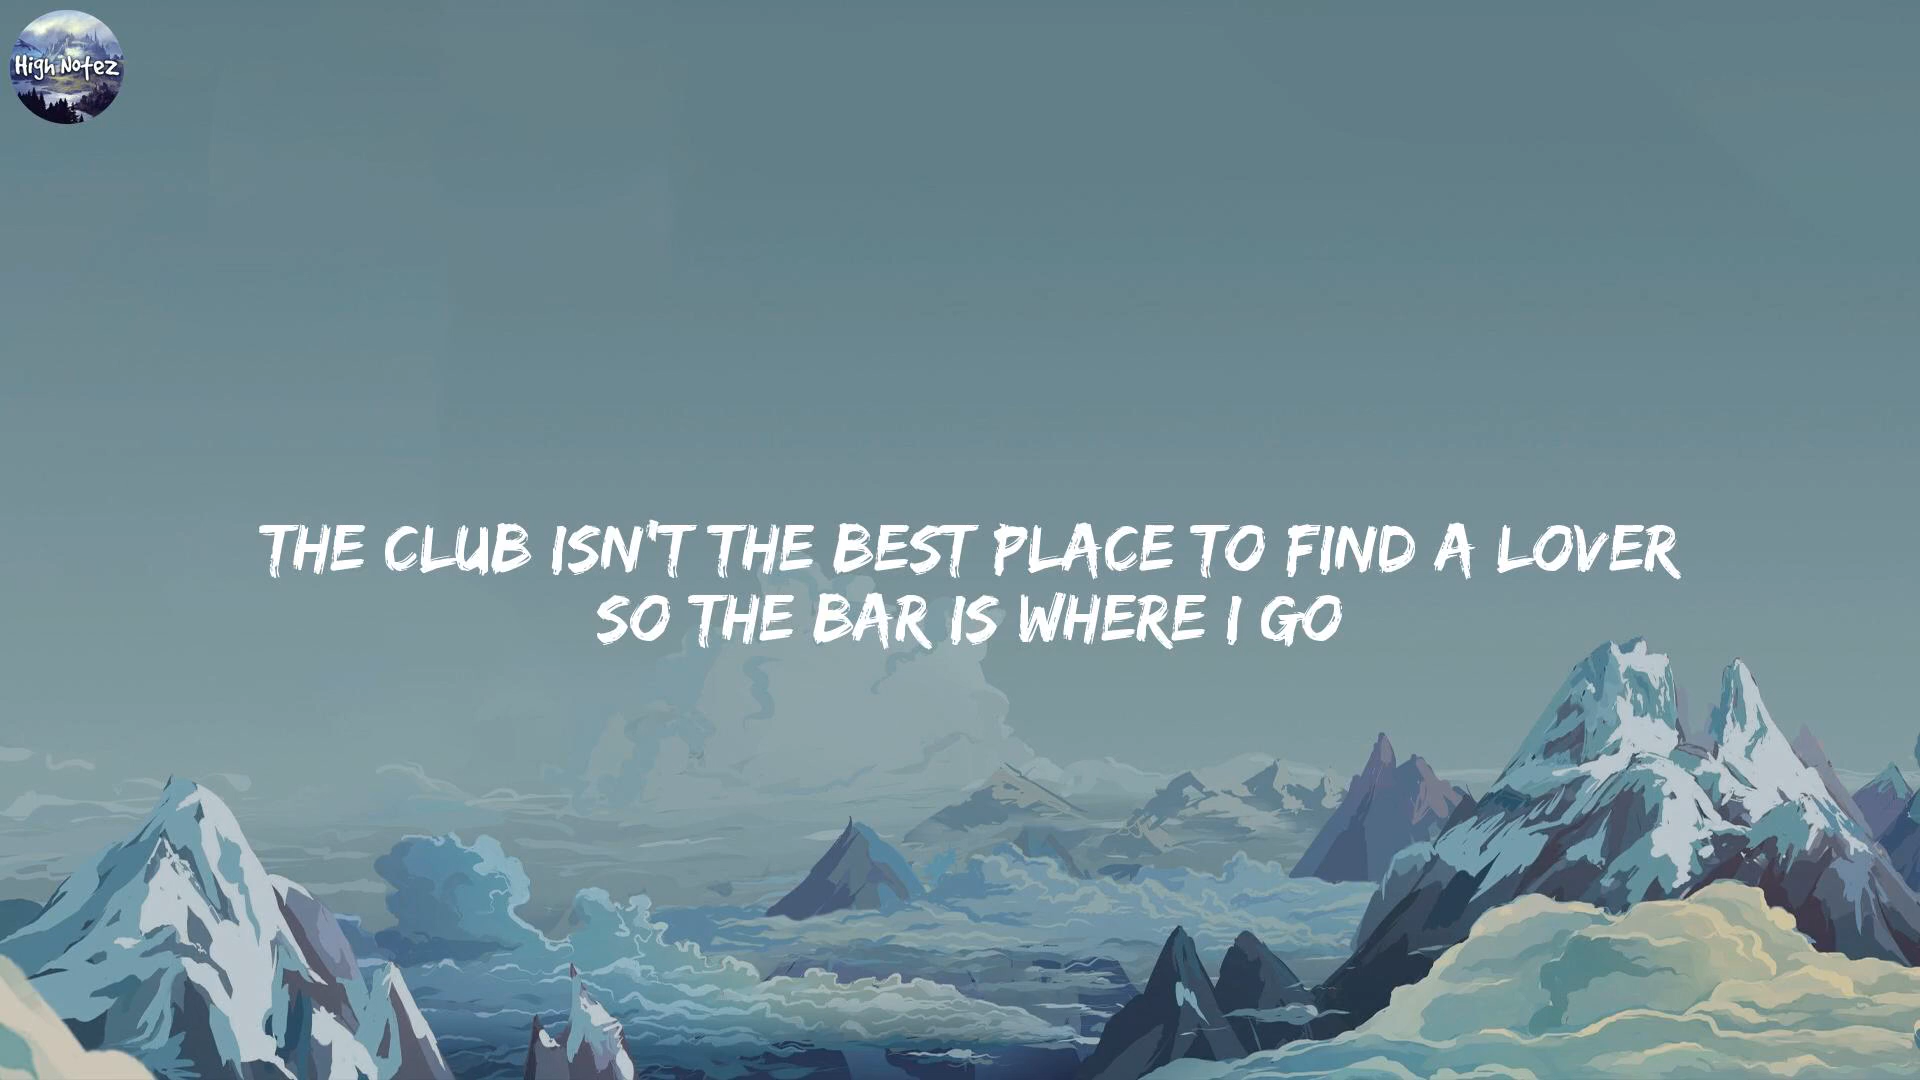 High Notez
THE CLUB ISN'T THE BEST PLACE TO FIND A LOVER
SO THE BAR IS WHERE I GO